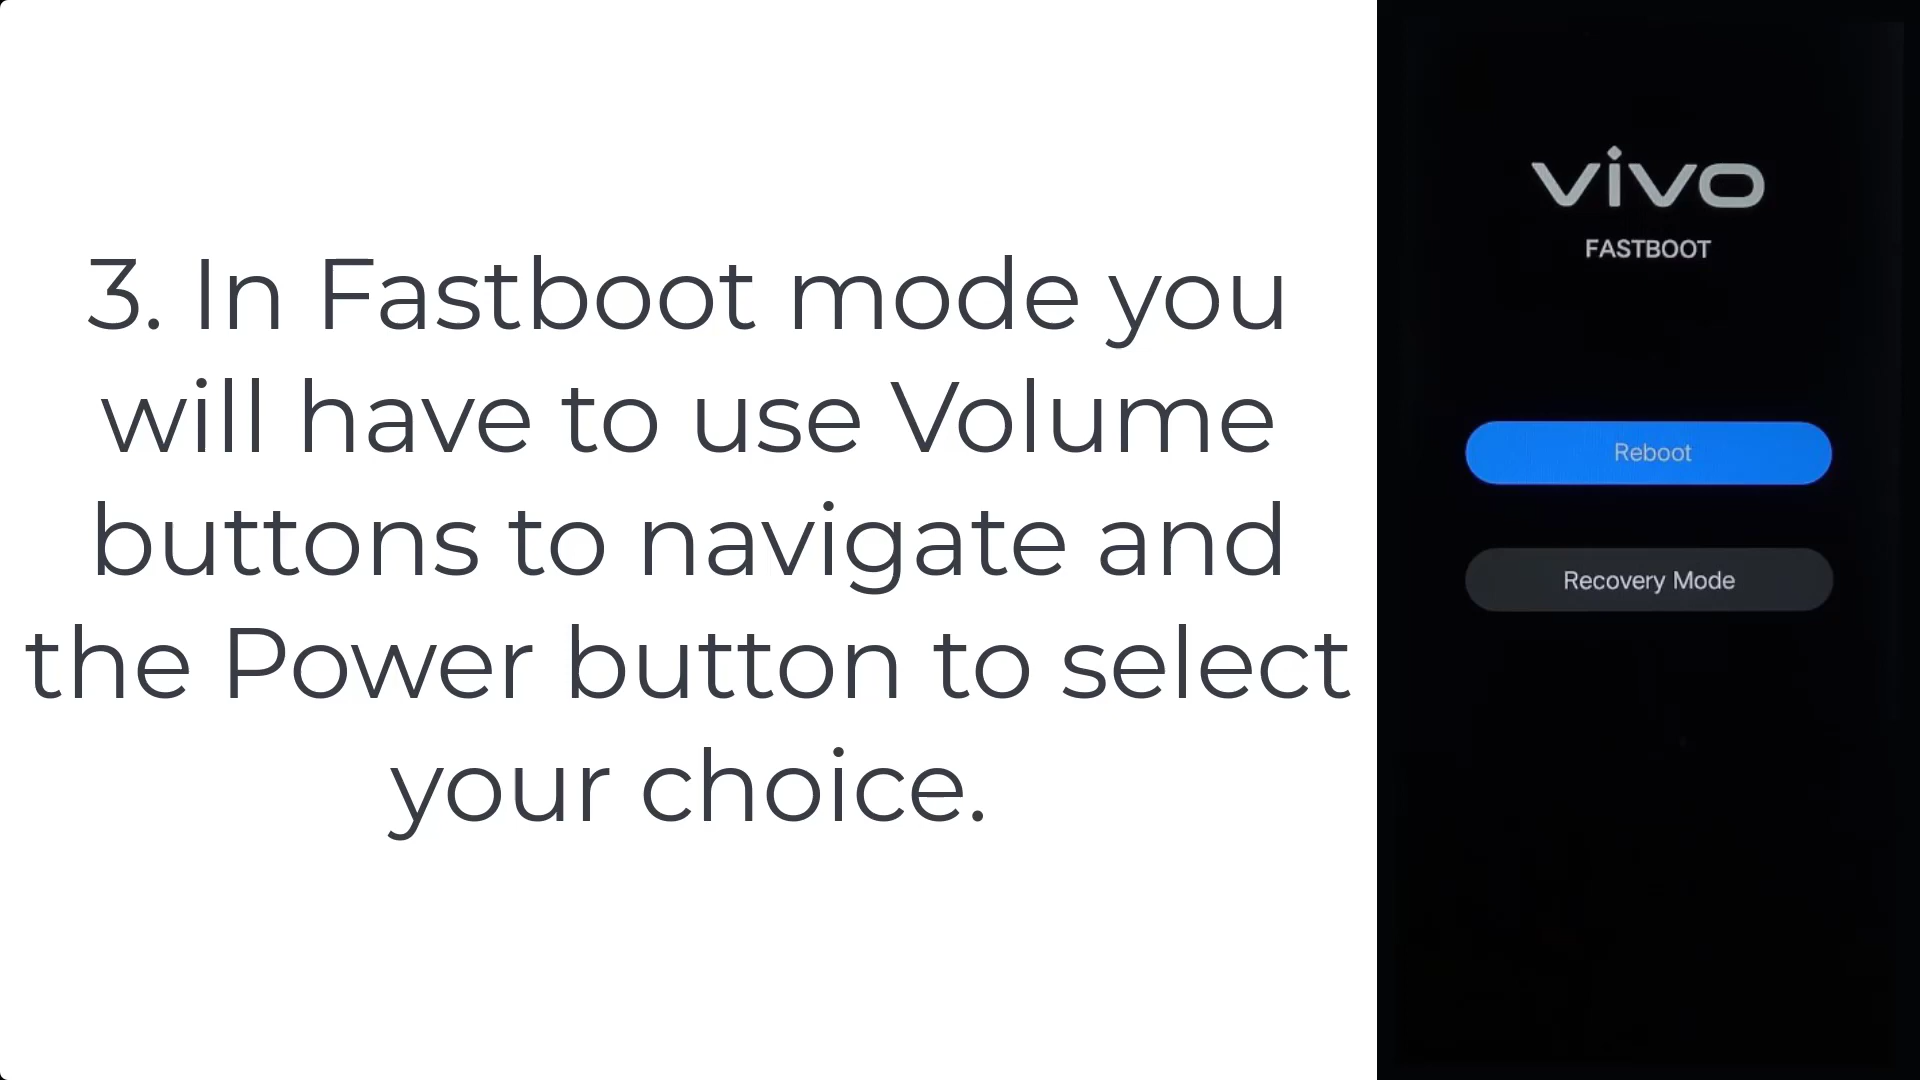 3. In Fastboot mode you
will have to use Volume
buttons to navigate and
the Power button to select
your choice.
vivo
FASTBOOT
Reboot
Recovery Mode